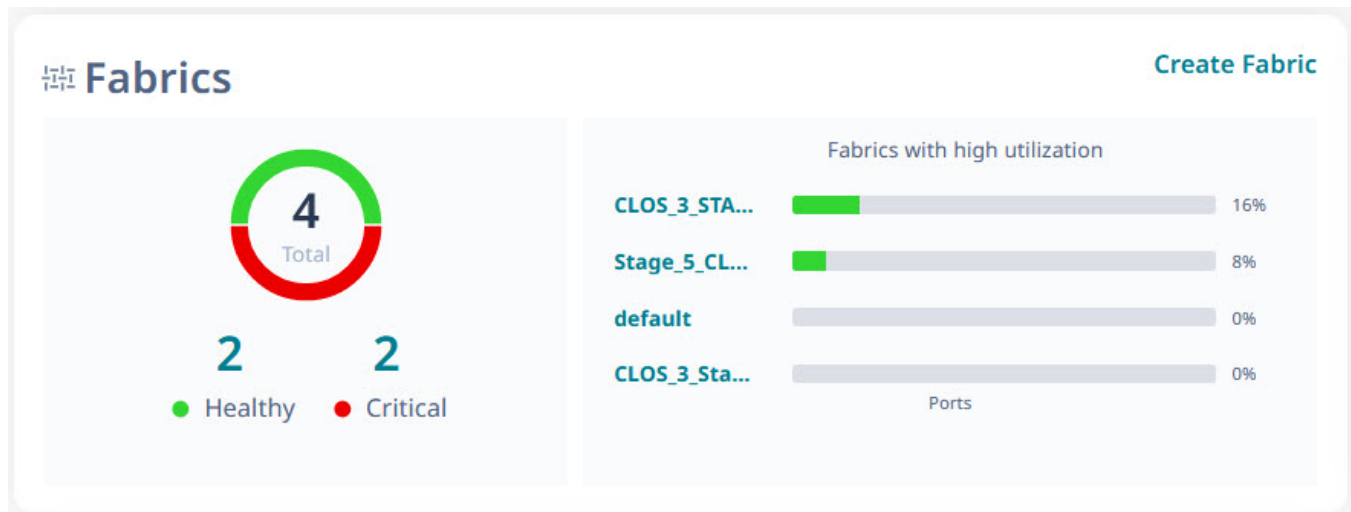 Fabrics
Create Fabric
4
Total
2 2
Healthy Critical
Fabrics with high utilization
CLOS_3_STA... 16%
Stage_5_CL... 8%
default 0%
CLOS_3_Sta... 0%
Ports